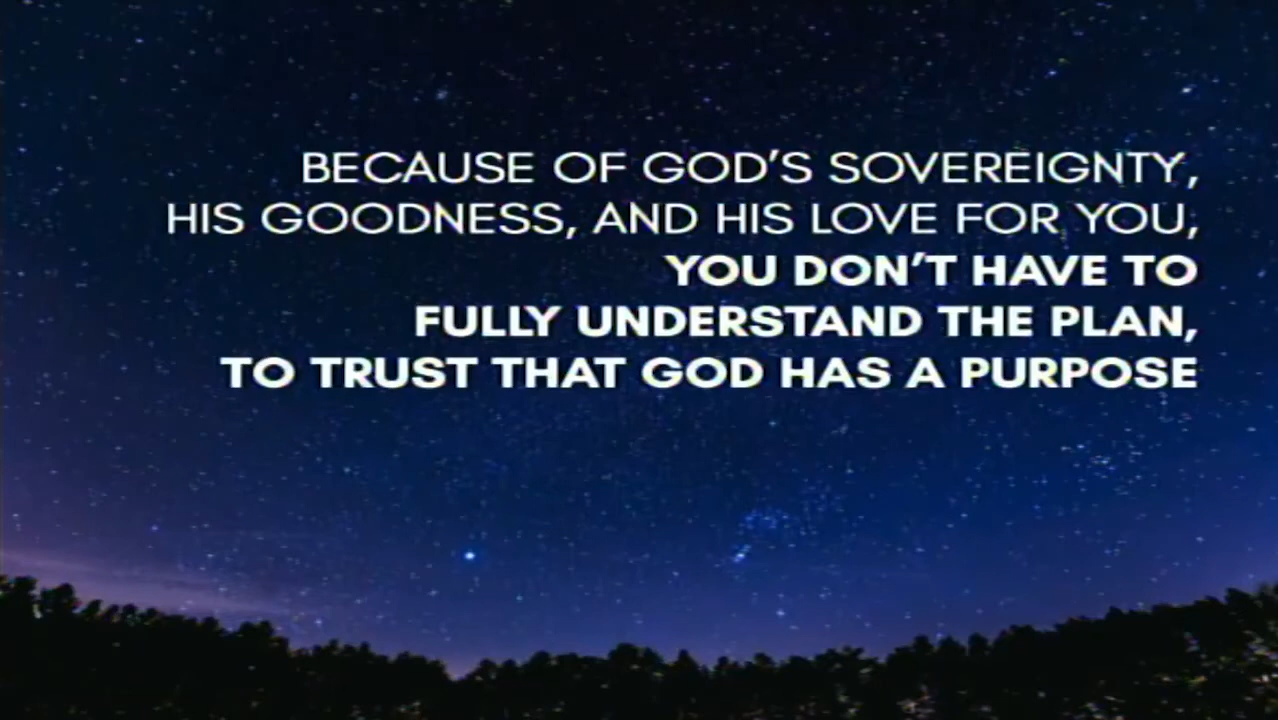 BECAUSE OF GOD'S SOVEREIGNTY,
HIS GOODNESS, AND HIS LOVE FOR YOU,
YOU DON'T HAVE TO
FULLY UNDERSTAND THE PLAN,
TO TRUST THAT GOD HAS A PURPOSE